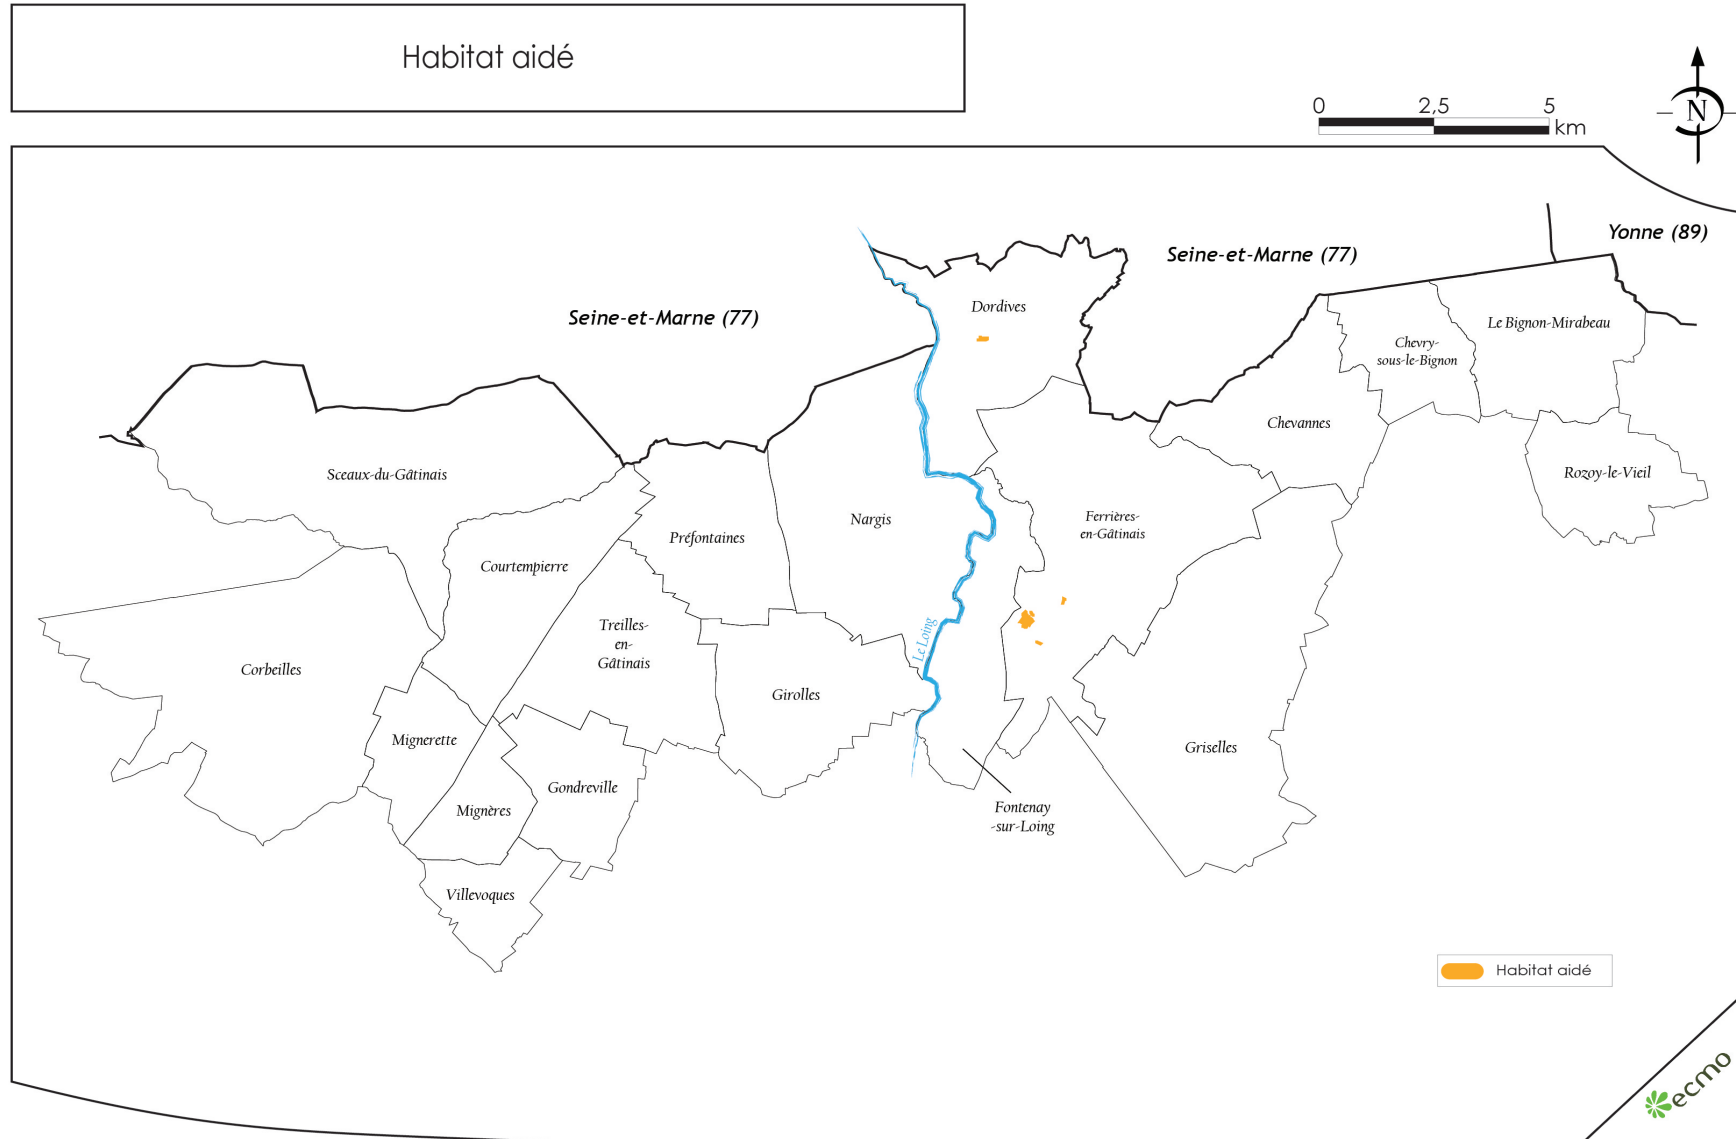 Habitat aidé
0 2,5 5
km
N
Yonne (89)
Seine-et-Marne (77)
Seine-et-Marne (77)
Dordives
Le Bignon-Mirabeau
Chevry-
sous-le-Bignon
Chevannes
Sceaux-du-Gâtinais
Rozoy-le-Vieil
Nargis
Ferrières-
en-Gâtinais
Préfontaines
Courtempierre
Treilles-
en-
Gâtinais
Le Loing
Corbeilles
Girolles
Mignerette
Griselles
Gondreville
Mignères
Fontenay
-sur-Loing
Villevoques
Habitat aidé
ecmo